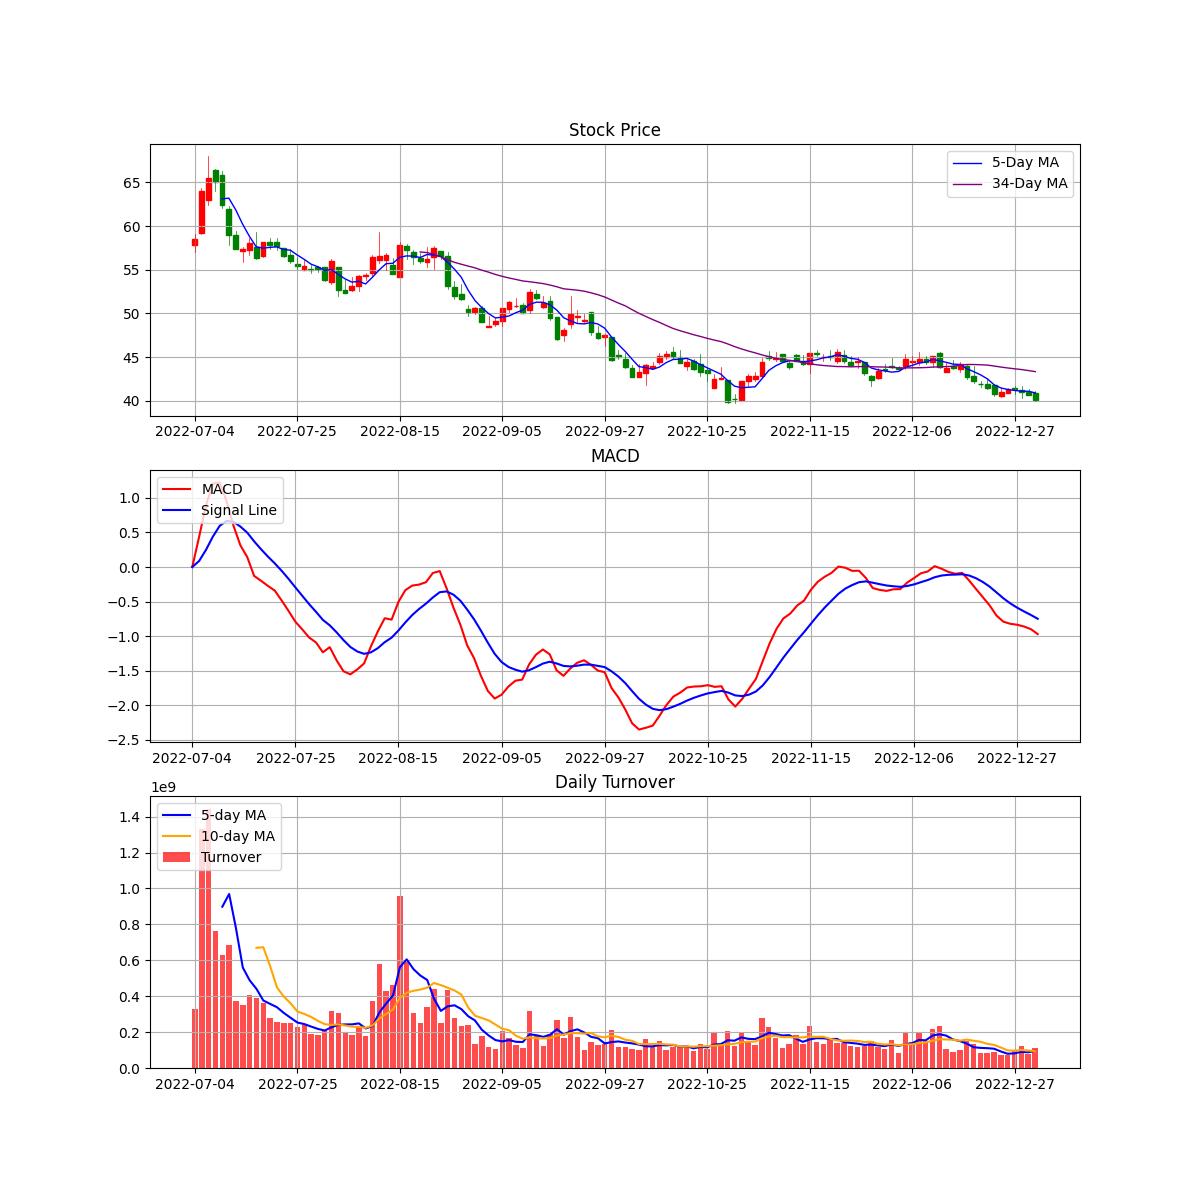 Stock Price
5-Day MA
34-Day MA
65
60
55
50
45
40
2022-07-04 2022-07-25 2022-08-15 2022-09-05 2022-09-27 2022-10-25 2022-11-15 2022-12-06 2022-12-27
MACD
MACD
Signal Line
1.0
0.5
0.0
−0.5
−1.0
−1.5
−2.0
−2.5
2022-07-04 2022-07-25 2022-08-15 2022-09-05 2022-09-27 2022-10-25 2022-11-15 2022-12-06 2022-12-27
Daily Turnover
1e9
5-day MA
10-day MA
Turnover
1.4
1.2
1.0
0.8
0.6
0.4
0.2
0.0
2022-07-04 2022-07-25 2022-08-15 2022-09-05 2022-09-27 2022-10-25 2022-11-15 2022-12-06 2022-12-27